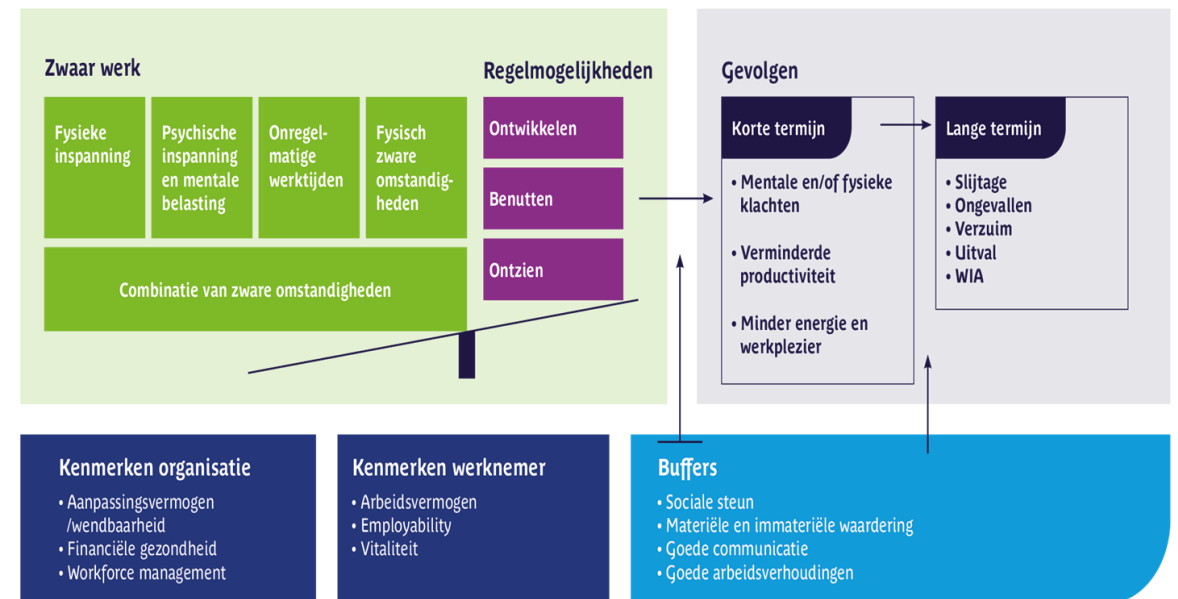 Zwaar werk
Fysieke
inspanning
Psychische
inspanning
en mentale
belasting
Onregel-
matige
werktijden
Fysisch
zware
omstandig-
heden
Combinatie van zware omstandigheden
Regelmogelijkheden
Ontwikkelen
Benutten
Ontzien
Gevolgen
Korte termijn
• Mentale en/of fysieke
klachten
• Verminderde
productiviteit
• Minder energie en
werkplezier
Lange termijn
• Slijtage
• Ongevallen
• Verzuim
• Uitval
• WIA
Kenmerken organisatie
• Aanpassingsvermogen
/wendbaarheid
• Financiële gezondheid
• Workforce management
Kenmerken werknemer
• Arbeidsvermogen
• Employability
• Vitaliteit
Buffers
• Sociale steun
• Materiële en immateriële waardering
• Goede communicatie
• Goede arbeidsverhoudingen